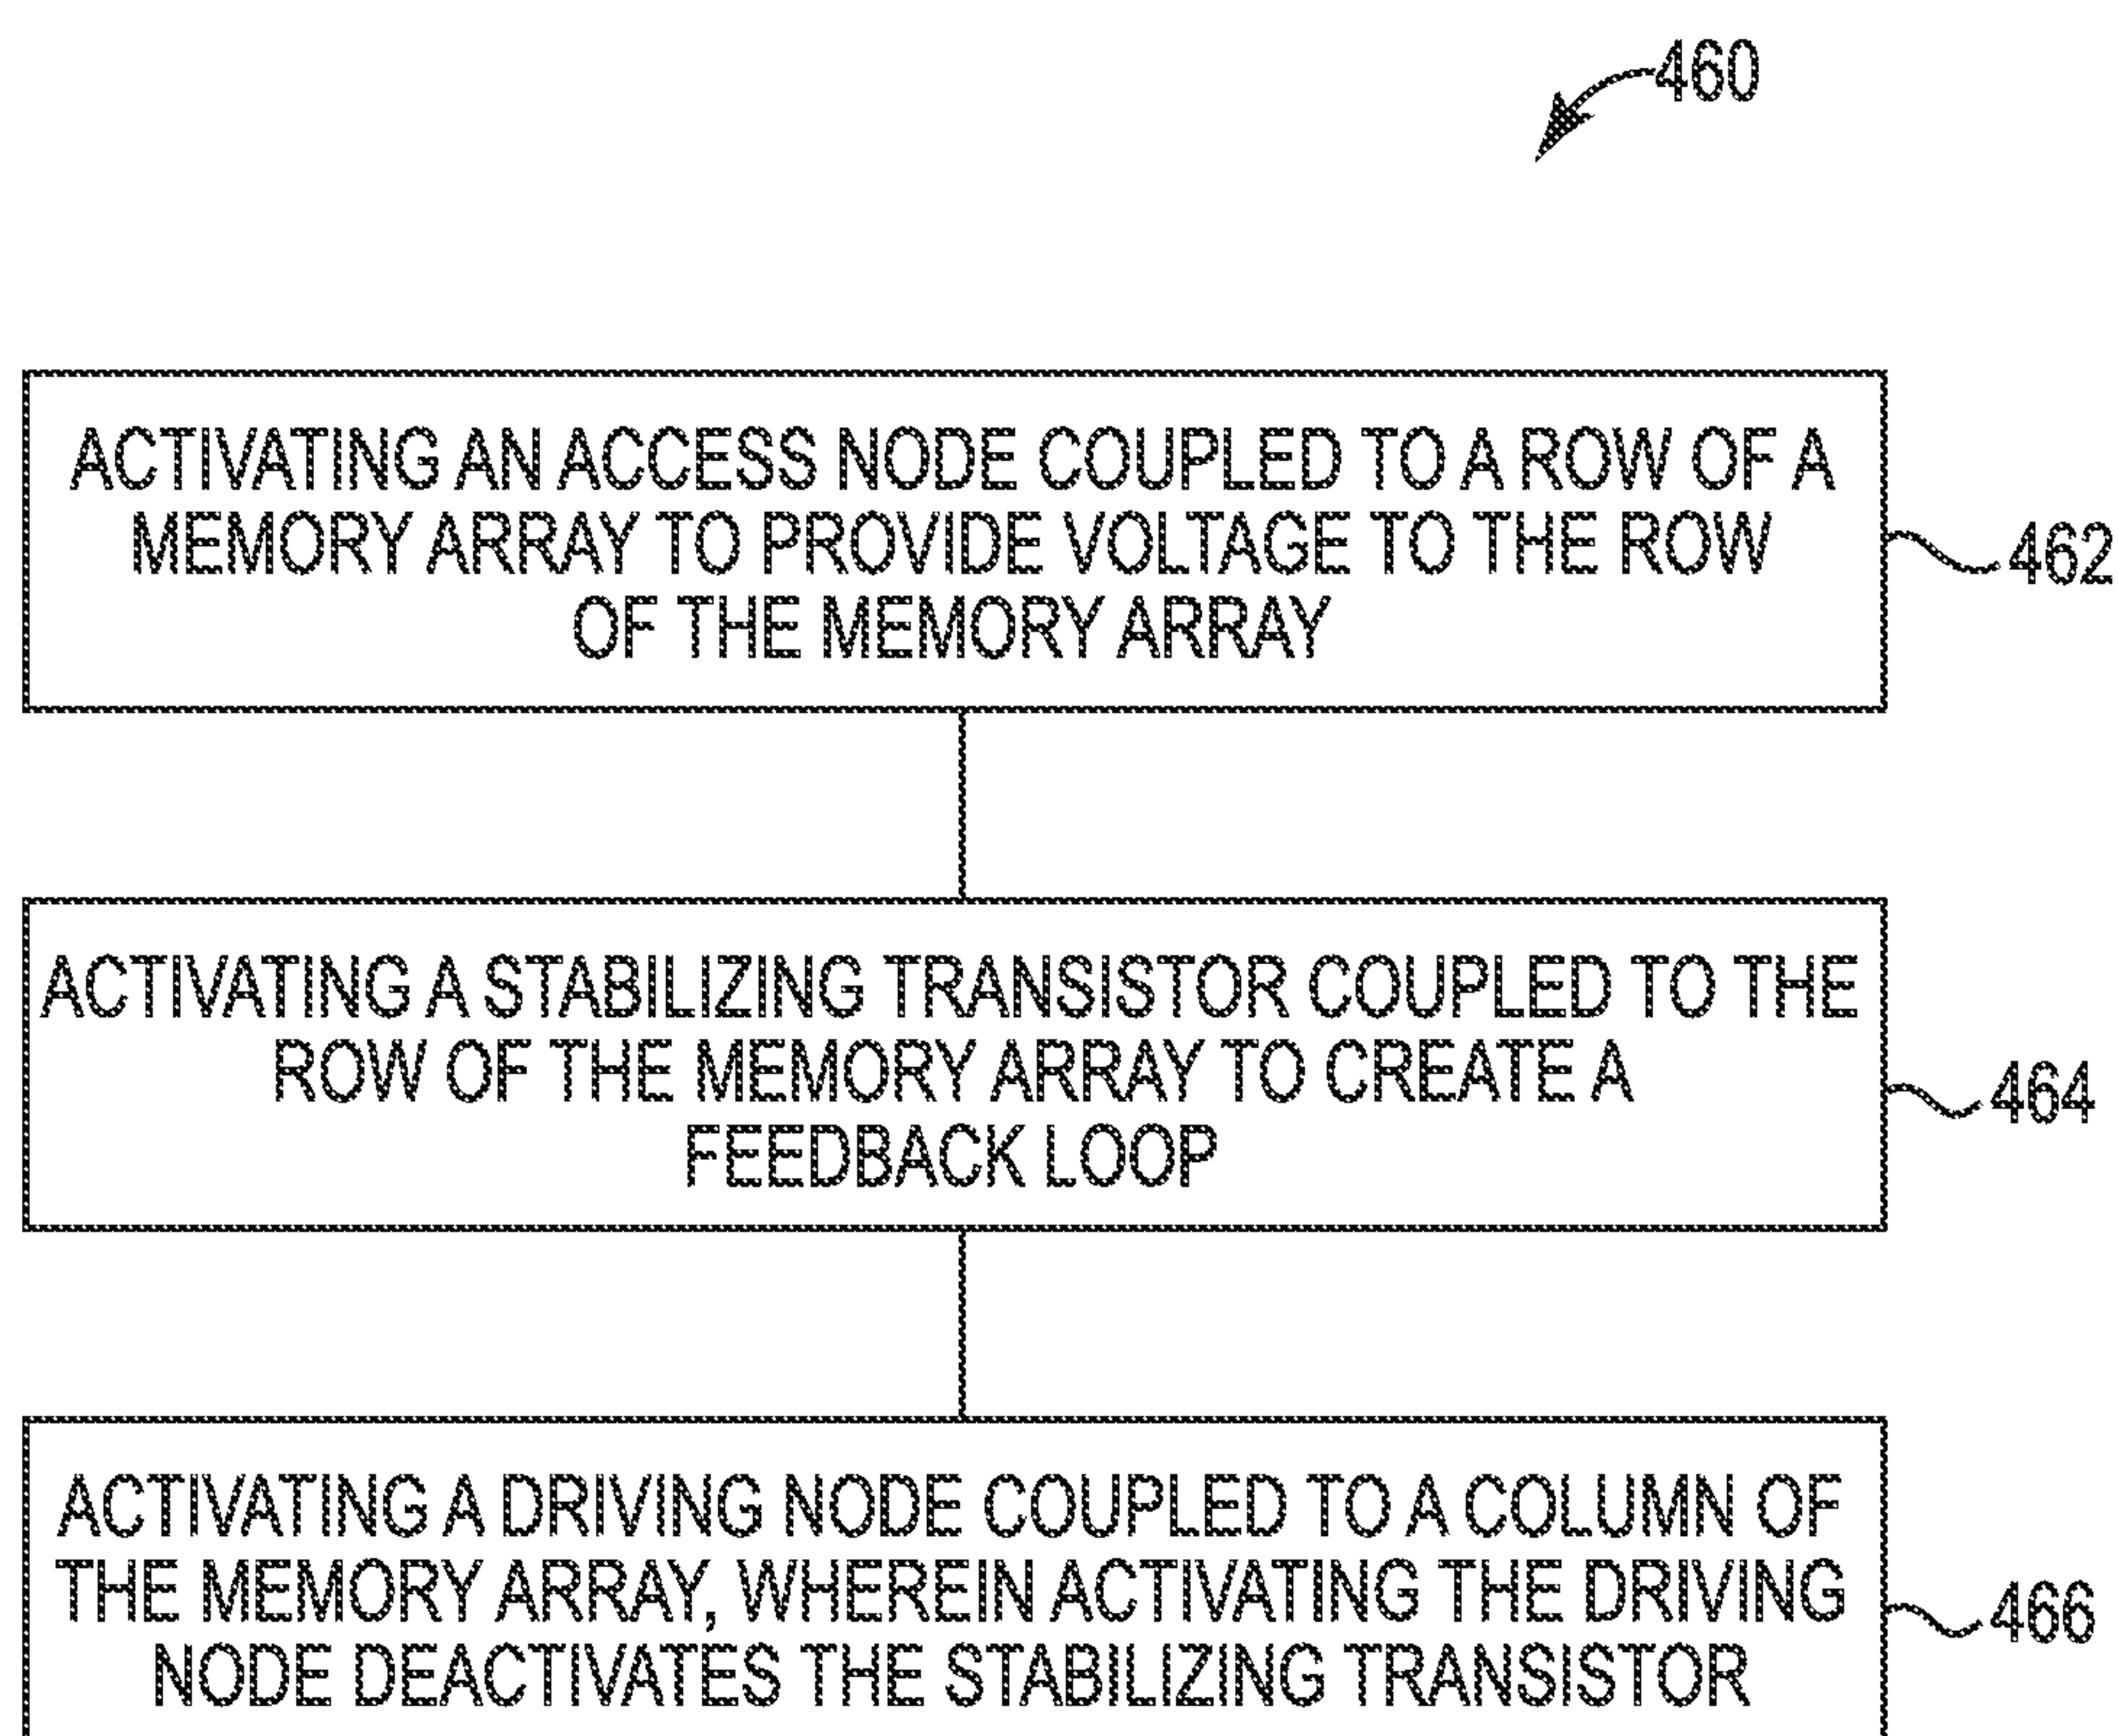 460
ACTIVATING AN ACCESS NODE COUPLED TO A ROW OF A
MEMORY ARRAY TO PROVIDE VOLTAGE TO THE ROW
OF THE MEMORY ARRAY
462
ACTIVATING A STABILIZING TRANSISTOR COUPLED TO THE
ROW OF THE MEMORY ARRAY TO CREATE A
FEEDBACK LOOP
464
ACTIVATING A DRIVING NODE COUPLED TO A COLUMN OF
THE MEMORY ARRAY, WHEREIN ACTIVATING THE DRIVING
NODE DEACTIVATES THE STABILIZING TRANSISTOR
466